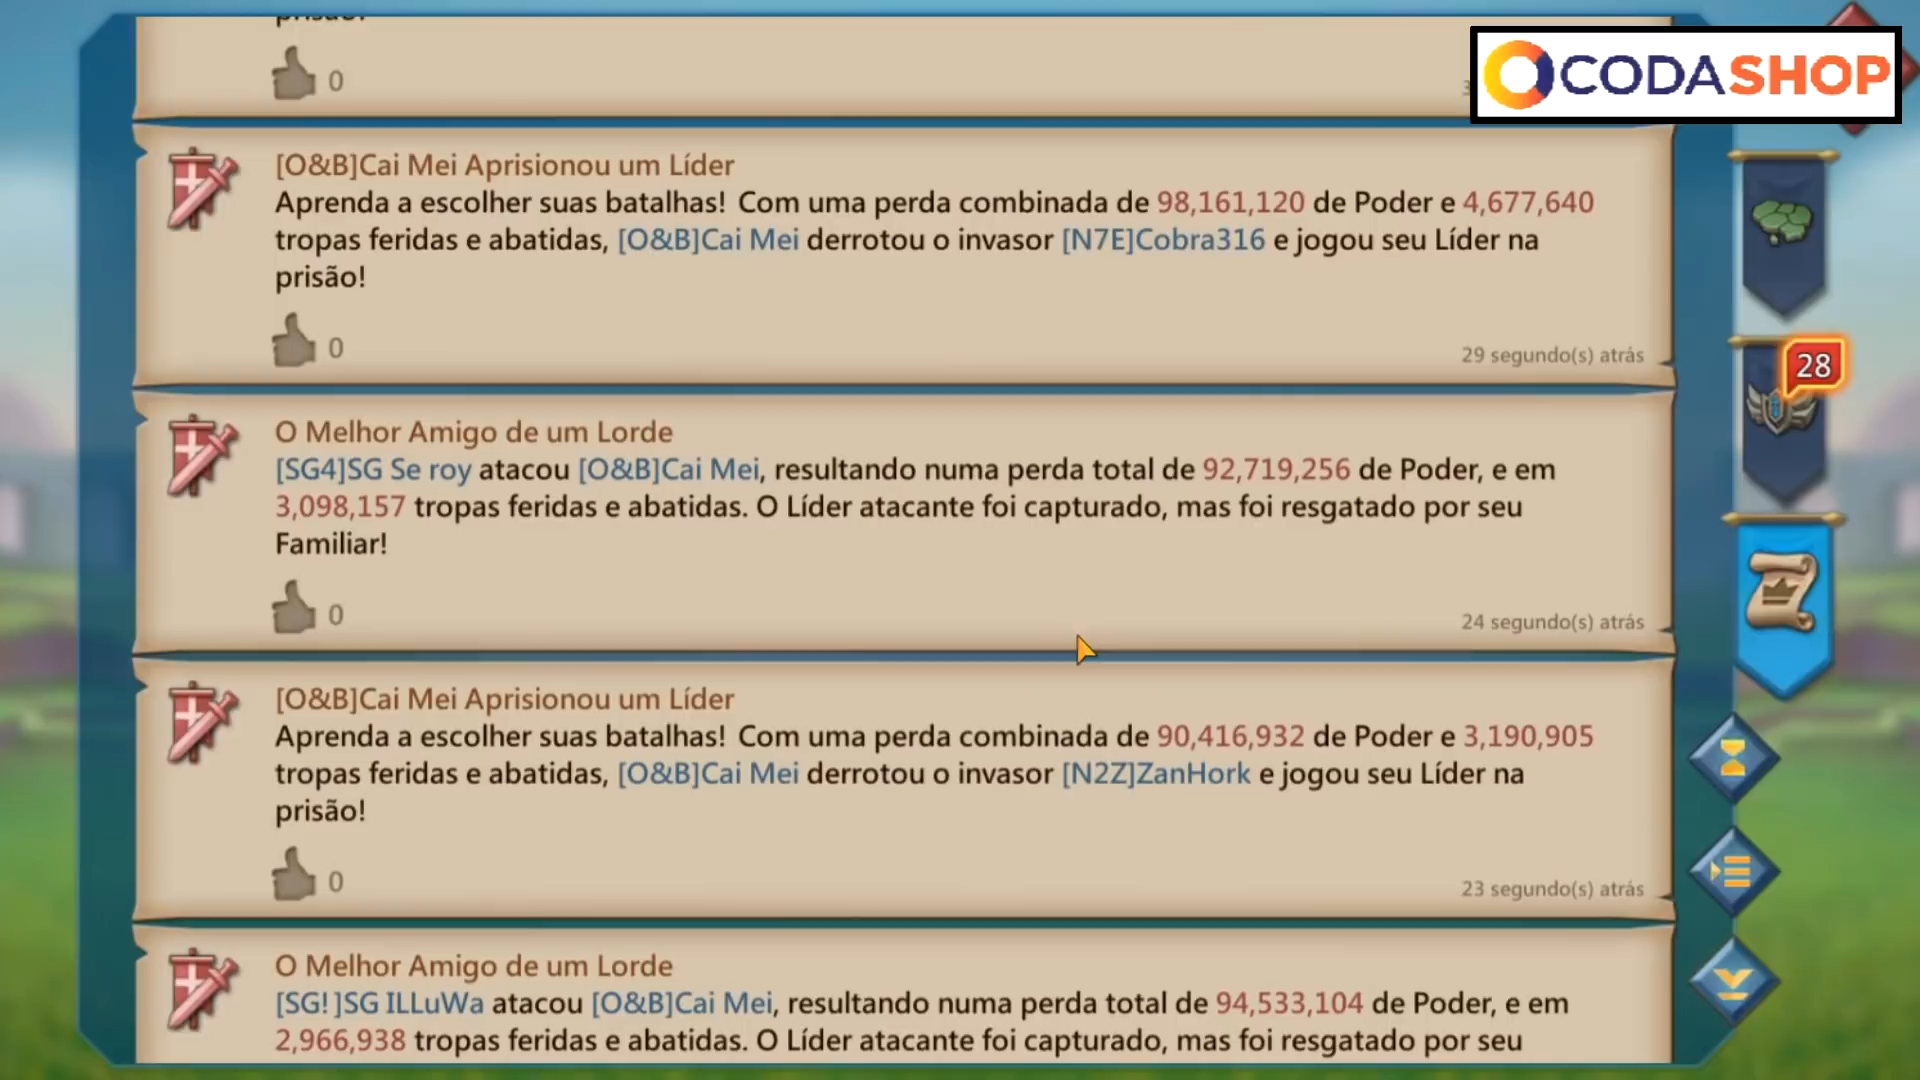 prisão!
0
CODASHOP
[O&B]Cai Mei Aprisionou um Líder
Aprenda a escolher suas batalhas! Com uma perda combinada de 98,161,120 de Poder e 4,677,640
tropas feridas e abatidas, [O&B]Cai Mei derrotou o invasor [N7E]Cobra316 e jogou seu Líder na
prisão!
0
29 segundo(s) atrás
28
O Melhor Amigo de um Lorde
[SG4]SG Se roy atacou [O&B]Cai Mei, resultando numa perda total de 92,719,256 de Poder, e em
3,098,157 tropas feridas e abatidas. O Líder atacante foi capturado, mas foi resgatado por seu
Familiar!
0
24 segundo(s) atrás
[O&B]Cai Mei Aprisionou um Líder
Aprenda a escolher suas batalhas! Com uma perda combinada de 90,416,932 de Poder e 3,190,905
tropas feridas e abatidas, [O&B]Cai Mei derrotou o invasor [N2Z]ZanHork e jogou seu Líder na
prisão!
0
23 segundo(s) atrás
O Melhor Amigo de um Lorde
[SG!]SG ILLuWa atacou [O&B]Cai Mei, resultando numa perda total de 94,533,104 de Poder, e em
2,966,938 tropas feridas e abatidas. O Líder atacante foi capturado, mas foi resgatado por seu